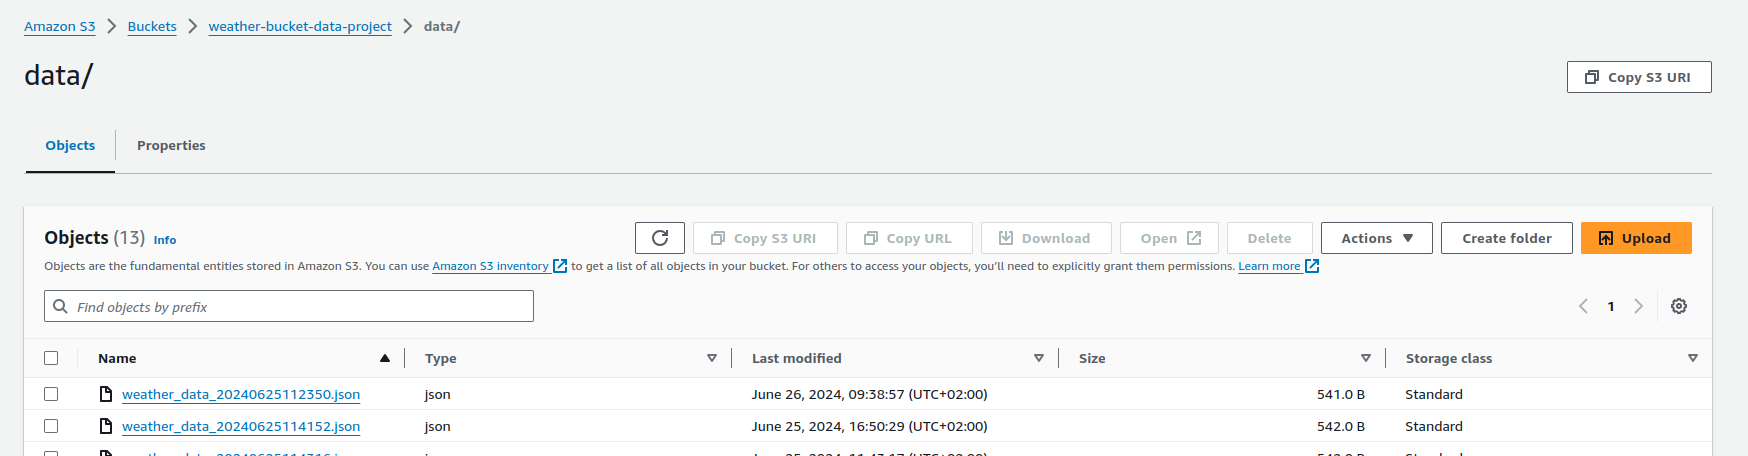 Amazon S3 > Buckets > weather-bucket-data-project > data/
data/
Copy S3 URI
Objects
Properties
Objects (13) Info
Copy S3 URI
Copy URL
Download
Open
Delete
Actions
Create folder
Upload
Objects are the fundamental entities stored in Amazon S3. You can use Amazon S3 inventory to get a list of all objects in your bucket. For others to access your objects, you'll need to explicitly grant them permissions. Learn more
Find objects by prefix
1
Name Type Last modified Size Storage class
weather_data_20240625112350.json json June 26, 2024, 09:38:57 (UTC+02:00) 541.0 B Standard
weather_data_20240625114152.json json June 25, 2024, 16:50:29 (UTC+02:00) 542.0 B Standard